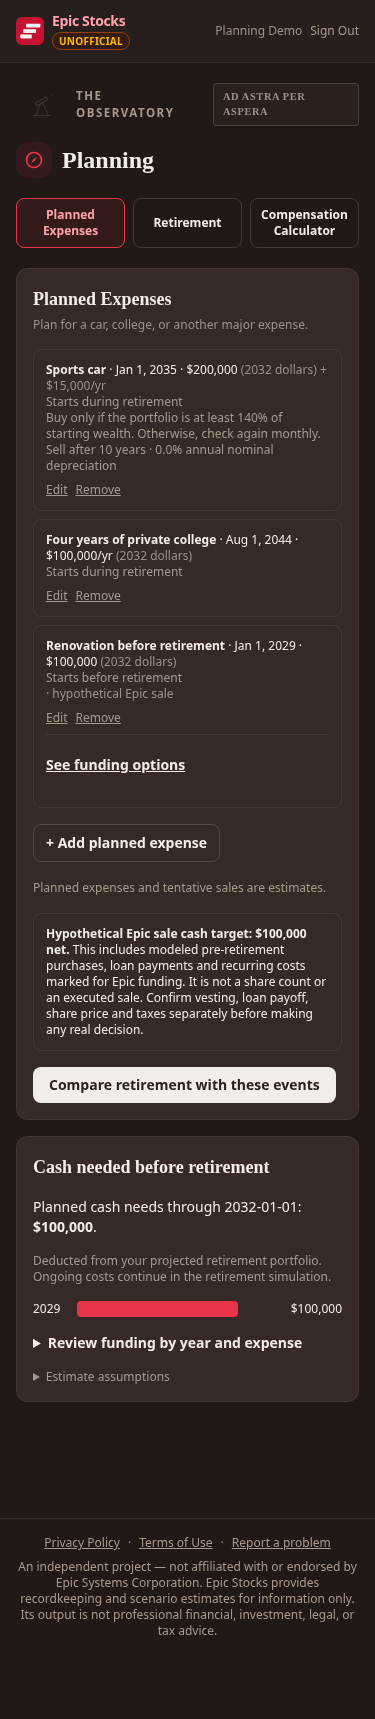 Epic Stocks
UNOFFICIAL
Planning Demo Sign Out
THE
OBSERVATORY
AD ASTRA PER
ASPERA
Planning
Planned
Expenses
Retirement
Compensation
Calculator
Planned Expenses
Plan for a car, college, or another major expense.
Sports car · Jan 1, 2035 · $200,000 (2032 dollars) +
$15,000/yr
Starts during retirement
Buy only if the portfolio is at least 140% of
starting wealth. Otherwise, check again monthly.
Sell after 10 years · 0.0% annual nominal
depreciation
Edit Remove
Four years of private college · Aug 1, 2044 ·
$100,000/yr (2032 dollars)
Starts during retirement
Edit Remove
Renovation before retirement · Jan 1, 2029 ·
$100,000 (2032 dollars)
Starts before retirement
· hypothetical Epic sale
Edit Remove
See funding options
+ Add planned expense
Planned expenses and tentative sales are estimates.
Hypothetical Epic sale cash target: $100,000
net. This includes modeled pre-retirement
purchases, loan payments and recurring costs
marked for Epic funding. It is not a share count or
an executed sale. Confirm vesting, loan payoff,
share price and taxes separately before making
any real decision.
Compare retirement with these events
Cash needed before retirement
Planned cash needs through 2032-01-01:
$100,000.
Deducted from your projected retirement portfolio.
Ongoing costs continue in the retirement simulation.
2029 $100,000
Review funding by year and expense
Estimate assumptions
Privacy Policy · Terms of Use · Report a problem
An independent project — not affiliated with or endorsed by
Epic Systems Corporation. Epic Stocks provides
recordkeeping and scenario estimates for information only.
Its output is not professional financial, investment, legal, or
tax advice.